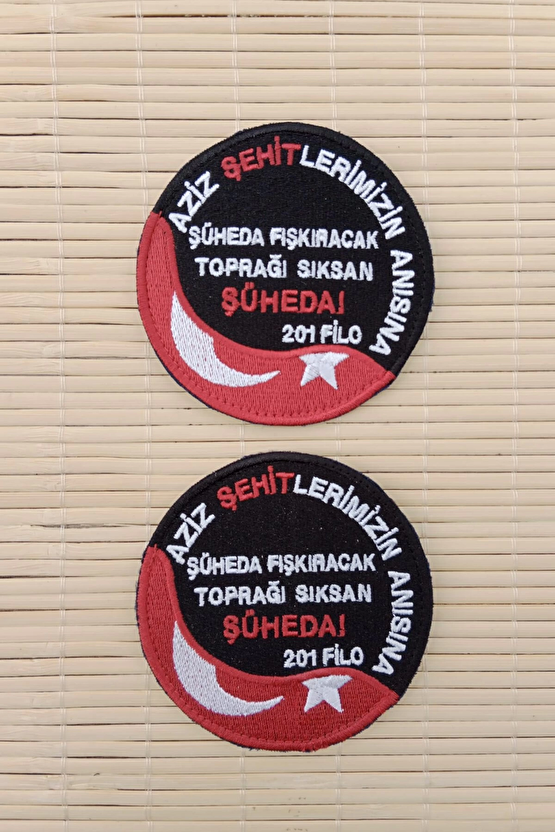 AZİZ ŞEHİTLERİMİZİN ANISINA
ŞÜHEDA FIŞKIRACAK
TOPRAĞI SIKSAN
ŞÜHEDA!
201 FİLO
AZİZ ŞEHİTLERİMİZİN ANISINA
ŞÜHEDA FIŞKIRACAK
TOPRAĞI SIKSAN
ŞÜHEDA!
201 FİLO